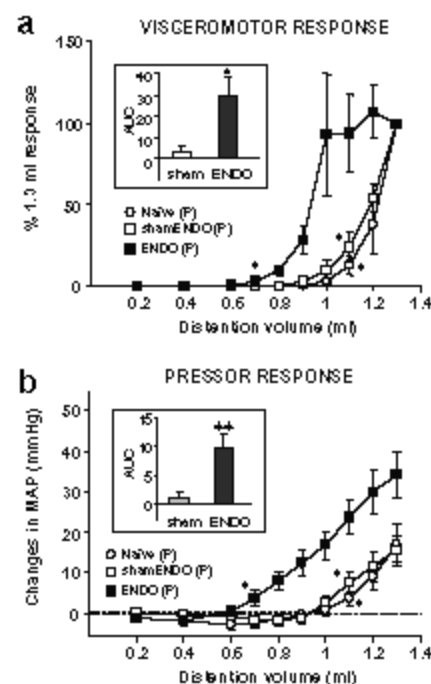 a
VISCEROMOTOR RESPONSE
150
100
50
0
% 1.3 ml response
40
30
20
10
0
AUC
*
sham ENDO
Naïve (P)
shamENDO (P)
ENDO (P)
*
*
*
0.2 0.4 0.6 0.8 1 1.2 1.4
Distention volume (ml)
b
PRESSOR RESPONSE
50
40
30
20
10
0
Changes in MAP (mmHg)
15
10
5
0
AUC
**
sham ENDO
Naïve (P)
shamENDO (P)
ENDO (P)
*
*
*
0.2 0.4 0.6 0.8 1.0 1.2 1.4
Distention volume (ml)